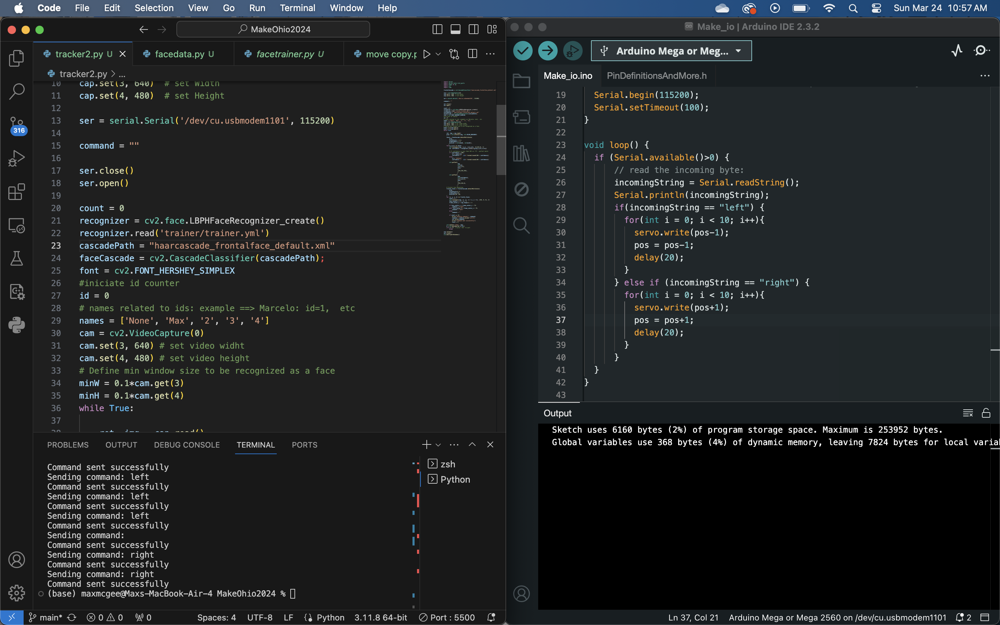 Code File Edit Selection View Go Run Terminal Window Help
Sun Mar 24 10:57 AM
MakeOhio2024
tracker2.py U
facedata.py U
facetrainer.py U
move copy.p
tracker2.py > ...
10 cap.set(3, 640) # set Width
11 cap.set(4, 480) # set Height
12
13 ser = serial.Serial('/dev/cu.usbmodem1101', 115200)
14
15 command = ""
16
17 ser.close()
18 ser.open()
19
20 count = 0
21 recognizer = cv2.face.LBPHFaceRecognizer_create()
22 recognizer.read('trainer/trainer.yml')
23 cascadePath = "haarcascade_frontalface_default.xml"
24 faceCascade = cv2.CascadeClassifier(cascadePath);
25 font = cv2.FONT_HERSHEY_SIMPLEX
26 #iniciate id counter
27 id = 0
28 # names related to ids: example ==> Marcelo: id=1,  etc
29 names = ['None', 'Max', '2', '3', '4']
30 cam = cv2.VideoCapture(0)
31 cam.set(3, 640) # set video widht
32 cam.set(4, 480) # set video height
33 # Define min window size to be recognized as a face
34 minW = 0.1*cam.get(3)
35 minH = 0.1*cam.get(4)
36 while True:
37
38 ret, img = cap.read()
316
PROBLEMS OUTPUT DEBUG CONSOLE TERMINAL PORTS
Command sent successfully
Sending command: left
Command sent successfully
Sending command: left
Command sent successfully
Sending command: left
Command sent successfully
Sending command:
Command sent successfully
Sending command: right
Command sent successfully
Sending command: right
Command sent successfully
(base) maxmcgee@Maxs-MacBook-Air-4 MakeOhio2024 %
zsh
Python
main* 0 0 0 Spaces: 4 UTF-8 LF Python 3.11.8 64-bit Port : 5500
Make_io | Arduino IDE 2.3.2
Arduino Mega or Meg...
Make_io.ino PinDefinitionsAndMore.h
19 Serial.begin(115200);
20 Serial.setTimeout(100);
21 }
22
23 void loop() {
24 if (Serial.available()>0) {
25 // read the incoming byte:
26 incomingString = Serial.readString();
27 Serial.println(incomingString);
28 if(incomingString == "left") {
29 for(int i = 0; i < 10; i++){
30 servo.write(pos-1);
31 pos = pos-1;
32 delay(20);
33 }
34 } else if (incomingString == "right") {
35 for(int i = 0; i < 10; i++){
36 servo.write(pos+1);
37 pos = pos+1;
38 delay(20);
39 }
40 }
41 }
42 }
43
Output
Sketch uses 6160 bytes (2%) of program storage space. Maximum is 253952 bytes.
Global variables use 368 bytes (4%) of dynamic memory, leaving 7824 bytes for local varia
Ln 37, Col 21 Arduino Mega or Mega 2560 on /dev/cu.usbmodem1101 2